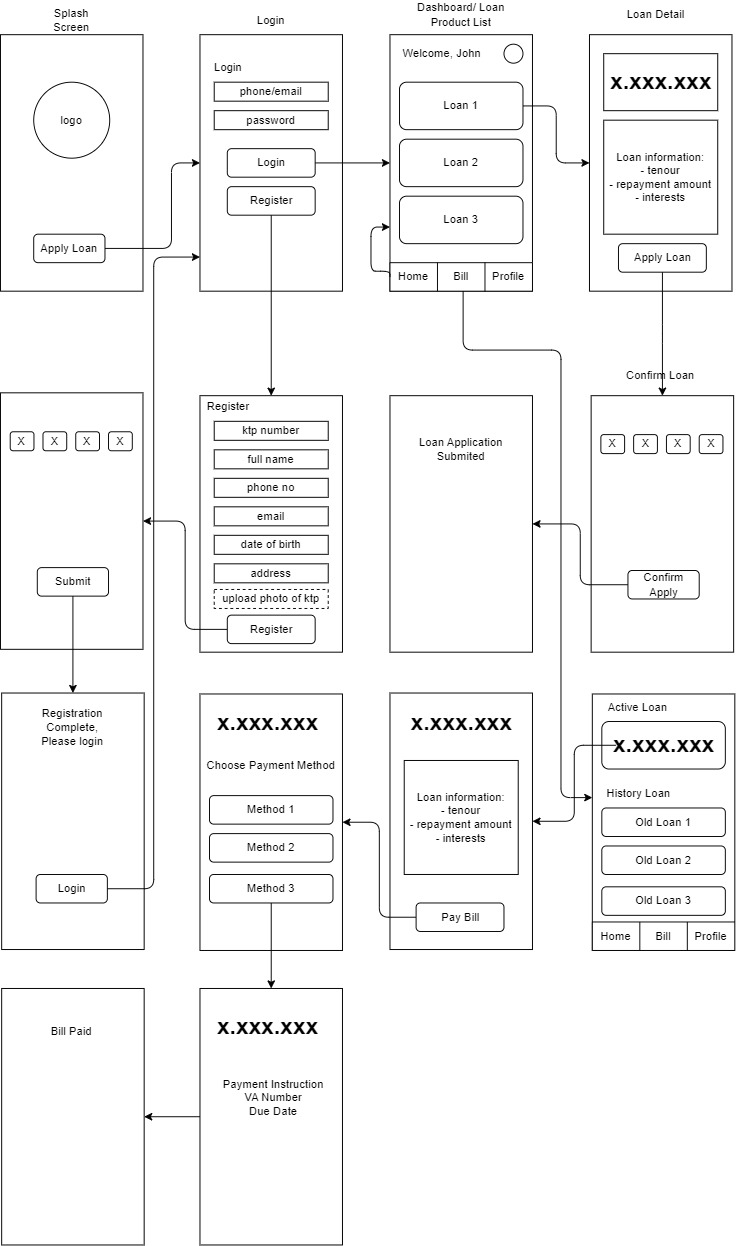 Splash
Screen
Login
Dashboard/ Loan
Product List
Loan Detail
logo
Apply Loan
Login
phone/email
password
Login
Register
Welcome, John
Loan 1
Loan 2
Loan 3
Home
Bill
Profile
X.XXX.XXX
Loan information:
- tenour
- repayment amount
- interests
Apply Loan
Confirm Loan
X
X
X
X
Submit
Register
ktp number
full name
phone no
email
date of birth
address
upload photo of ktp
Register
Loan Application
Submited
X
X
X
X
Confirm
Apply
Registration
Complete,
Please login
Login
X.XXX.XXX
Choose Payment Method
Method 1
Method 2
Method 3
X.XXX.XXX
Loan information:
- tenour
- repayment amount
- interests
Pay Bill
Active Loan
X.XXX.XXX
History Loan
Old Loan 1
Old Loan 2
Old Loan 3
Home
Bill
Profile
Bill Paid
X.XXX.XXX
Payment Instruction
VA Number
Due Date